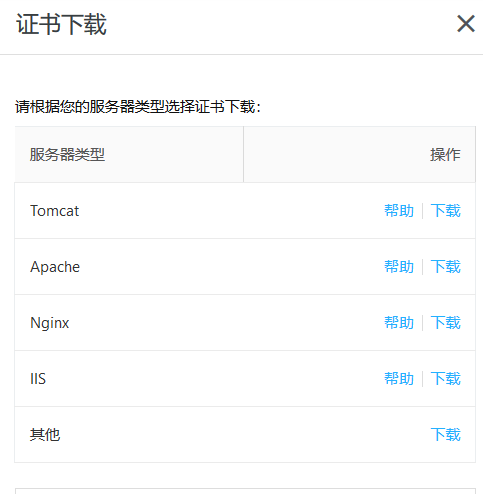 证书下载
请根据您的服务器类型选择证书下载：
服务器类型 操作
Tomcat 帮助 | 下载
Apache 帮助 | 下载
Nginx 帮助 | 下载
IIS 帮助 | 下载
其他 下载